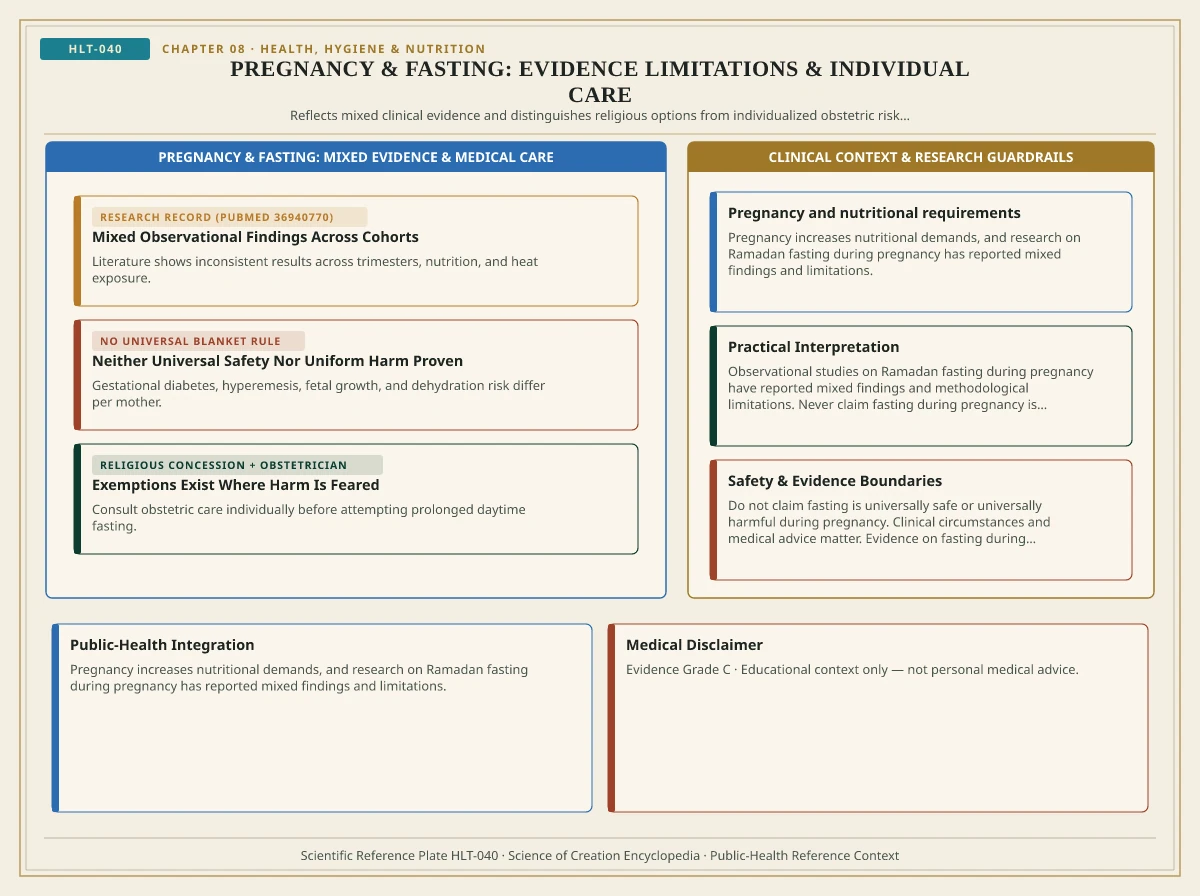 HLT-040
CHAPTER 08 · HEALTH, HYGIENE & NUTRITION
PREGNANCY & FASTING: EVIDENCE LIMITATIONS & INDIVIDUAL
CARE
Reflects mixed clinical evidence and distinguishes religious options from individualized obstetric risk...
PREGNANCY & FASTING: MIXED EVIDENCE & MEDICAL CARE
RESEARCH RECORD (PUBMED 36940770)
Mixed Observational Findings Across Cohorts
Literature shows inconsistent results across trimesters, nutrition, and heat
exposure.
NO UNIVERSAL BLANKET RULE
Neither Universal Safety Nor Uniform Harm Proven
Gestational diabetes, hyperemesis, fetal growth, and dehydration risk differ
per mother.
RELIGIOUS CONCESSION + OBSTETRICIAN
Exemptions Exist Where Harm Is Feared
Consult obstetric care individually before attempting prolonged daytime
fasting.
CLINICAL CONTEXT & RESEARCH GUARDRAILS
Pregnancy and nutritional requirements
Pregnancy increases nutritional demands, and research on
Ramadan fasting during pregnancy has reported mixed
findings and limitations.
Practical Interpretation
Observational studies on Ramadan fasting during pregnancy
have reported mixed findings and methodological
limitations. Never claim fasting during pregnancy is...
Safety & Evidence Boundaries
Do not claim fasting is universally safe or universally
harmful during pregnancy. Clinical circumstances and
medical advice matter. Evidence on fasting during...
Public-Health Integration
Pregnancy increases nutritional demands, and research on Ramadan fasting
during pregnancy has reported mixed findings and limitations.
Medical Disclaimer
Evidence Grade C · Educational context only — not personal medical advice.
Scientific Reference Plate HLT-040 · Science of Creation Encyclopedia · Public-Health Reference Context